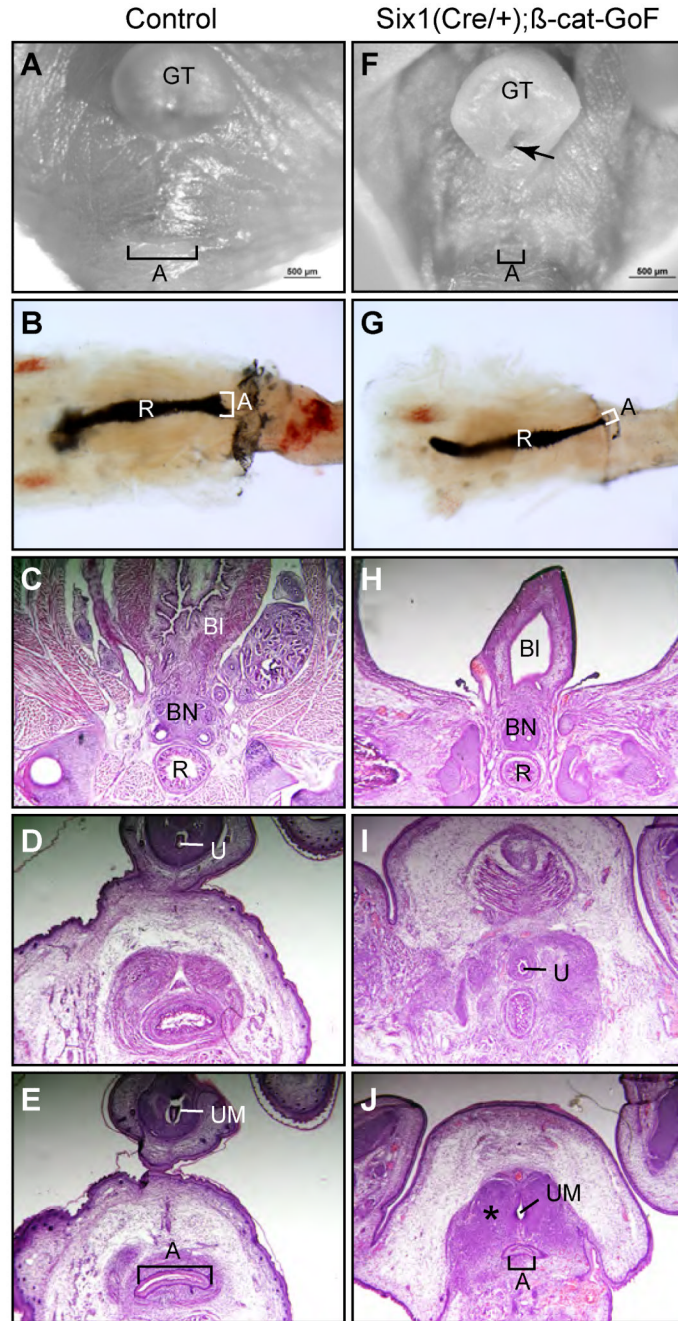 Control
Six1(Cre/+);ß-cat-GoF
A
GT
A
500 µm
F
GT
A
500 µm
B
R
A
G
R
A
C
Bl
BN
R
H
Bl
BN
R
D
U
I
U
E
UM
A
J
UM
*
A